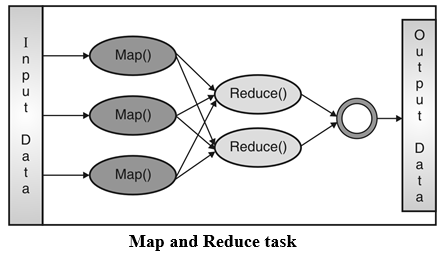 Input Data
Map()
Map()
Map()
Reduce()
Reduce()
Output Data
Map and Reduce task